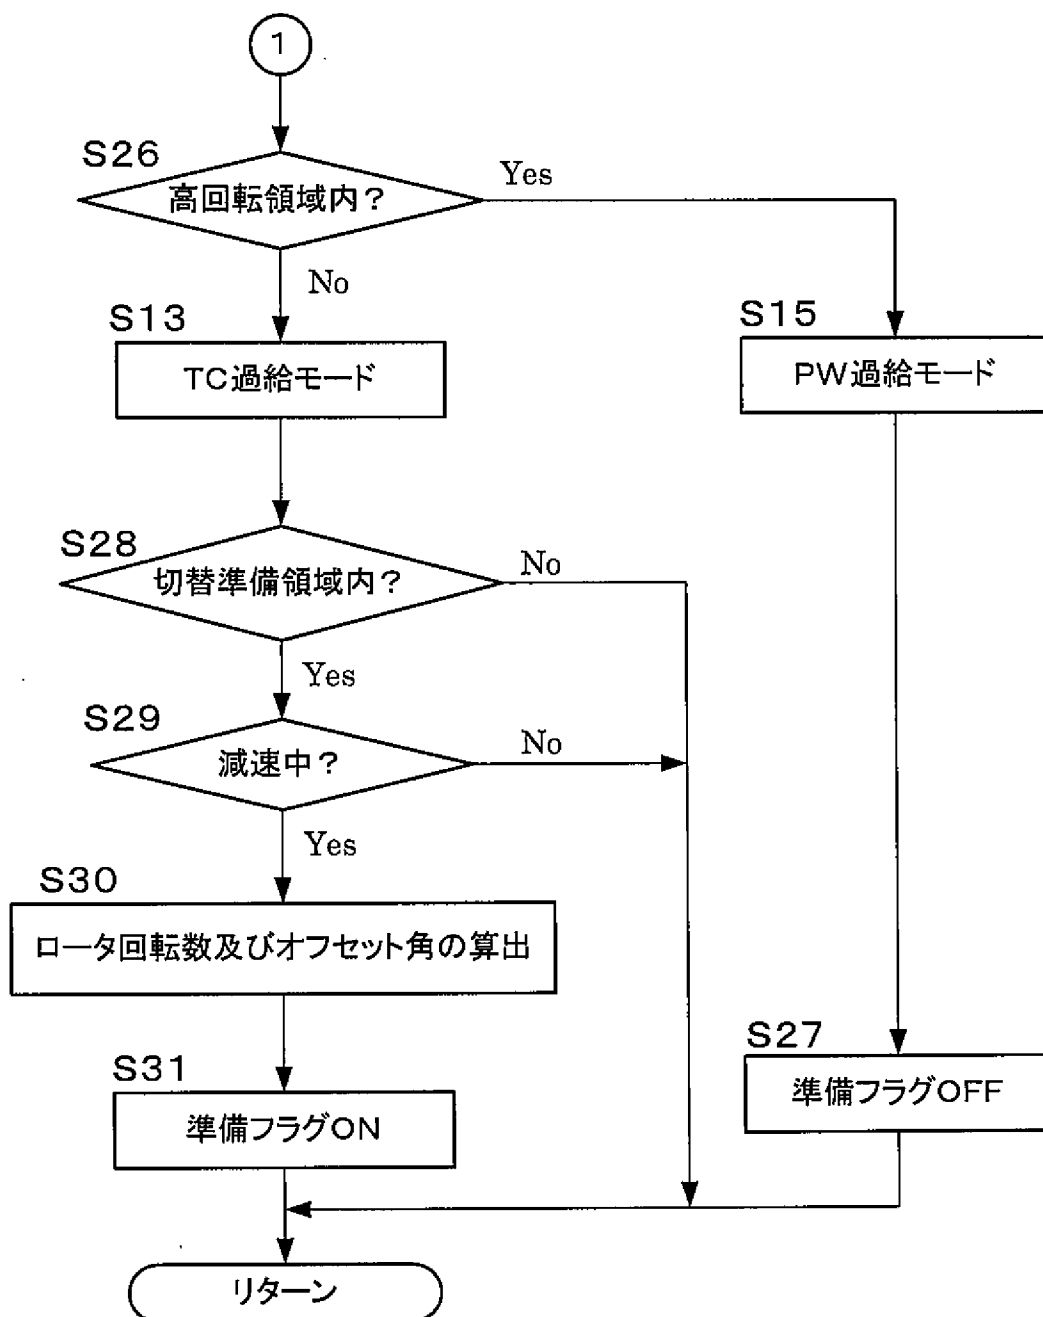 1
S26
高回転領域内？
Yes
No
S13
TC過給モード
S15
PW過給モード
S28
切替準備領域内？
No
Yes
S29
減速中？
No
Yes
S30
ロータ回転数及びオフセット角の算出
S31
準備フラグON
S27
準備フラグOFF
リターン